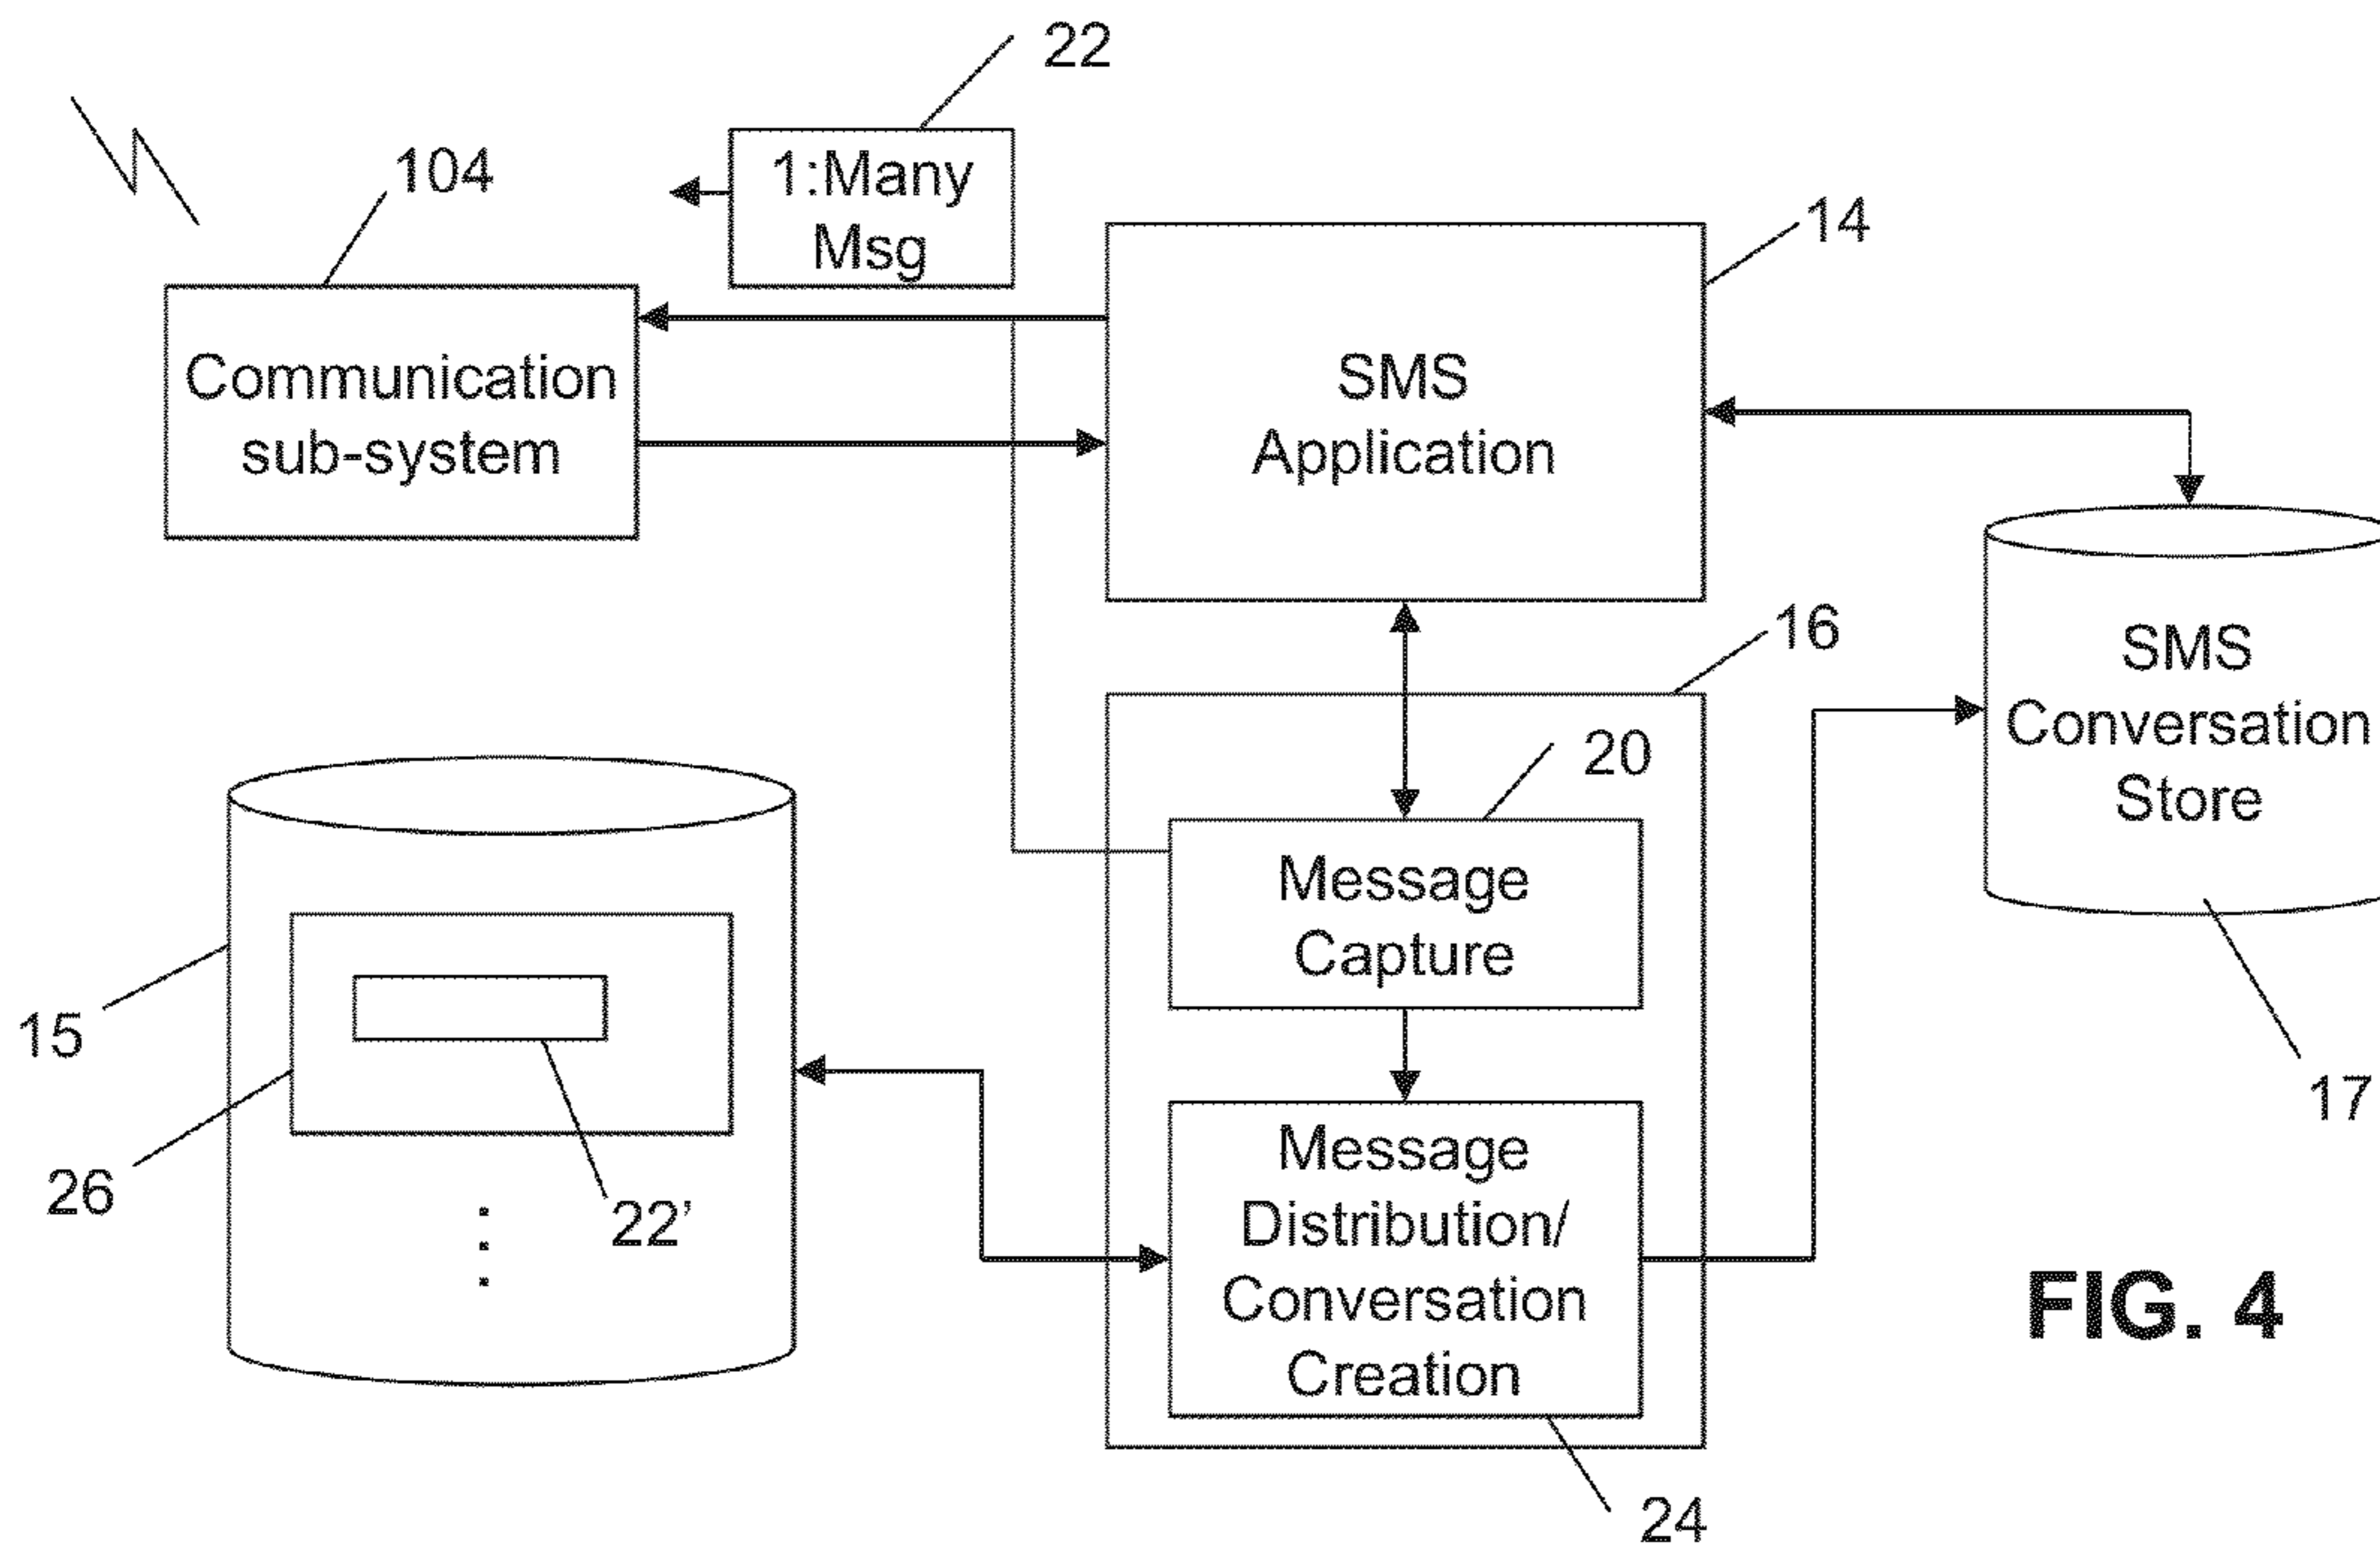 22
1:Many
Msg
104
14
Communication
sub-system
SMS
Application
16
SMS
Conversation
Store
20
Message
Capture
15
17
26
22’
Message
Distribution/
Conversation
Creation
FIG. 4
24